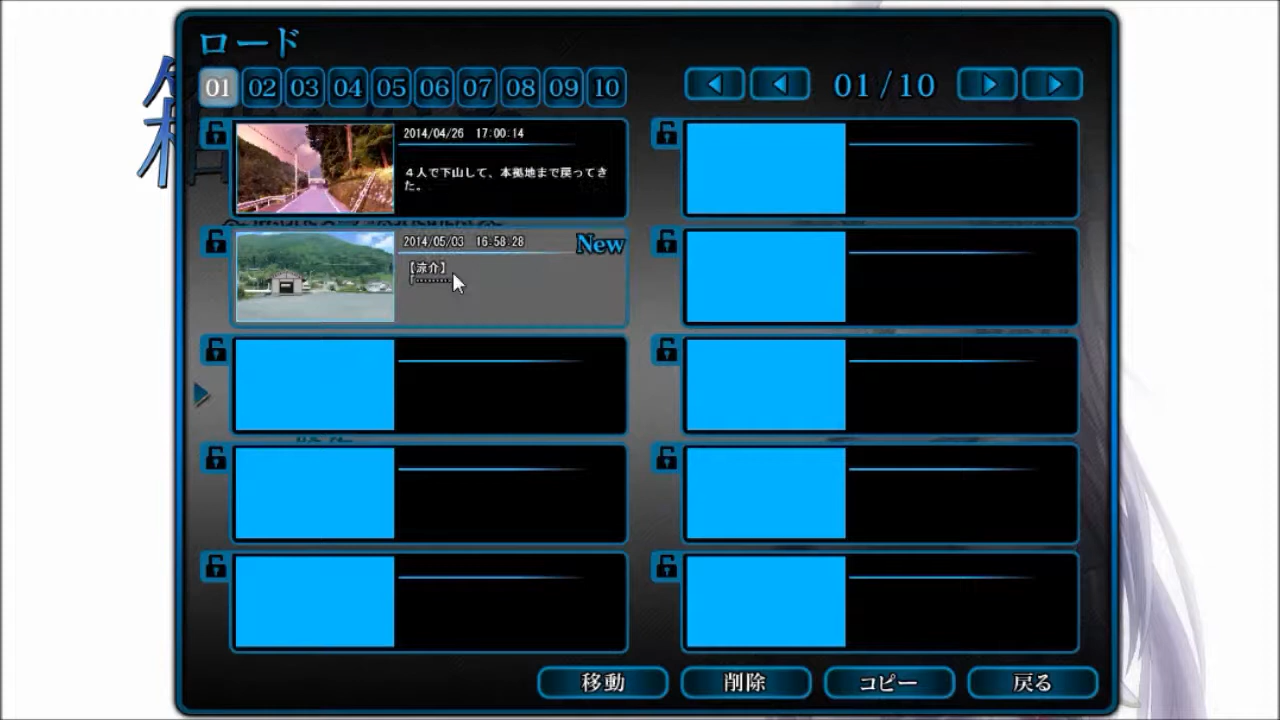 ロード
01 02 03 04 05 06 07 08 09 10
01/10
2014/04/26 17:00:14
４人で下山して、本拠地まで戻ってき
た。
2014/05/03 16:58:28
New
【涼介】
「………
移動
削除
コピー
戻る